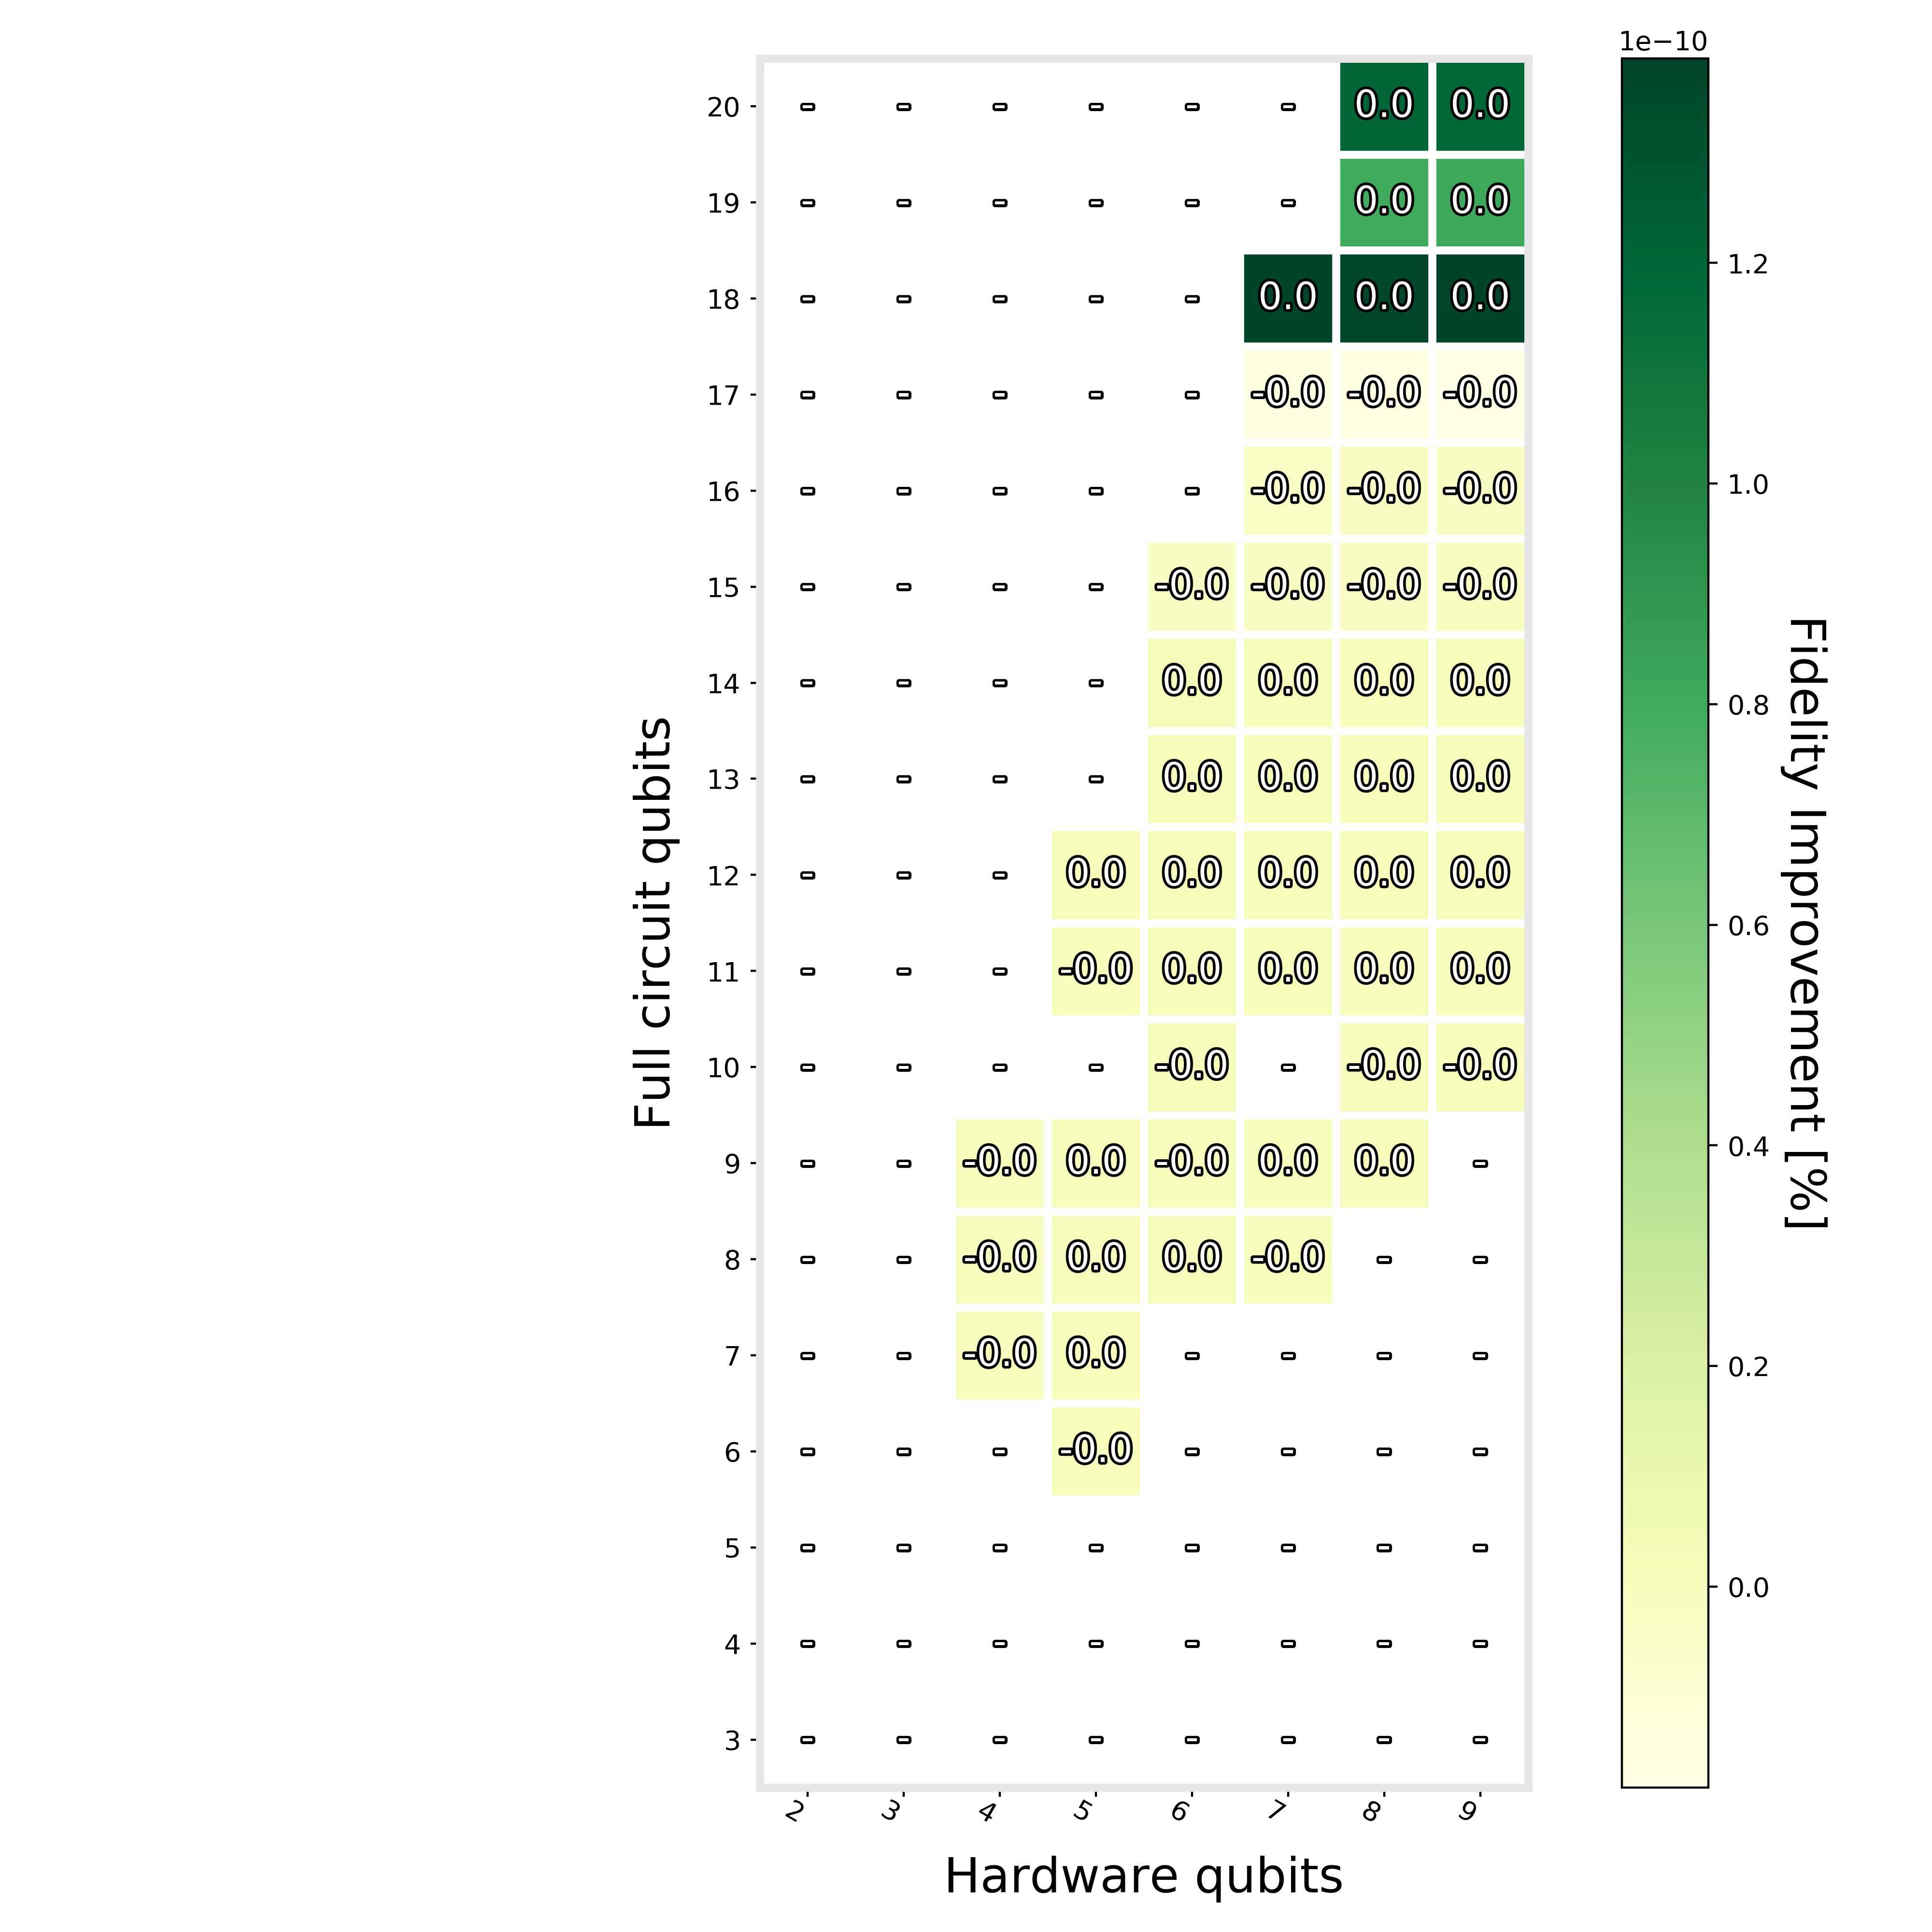 1e−10
20 - - - - - - 0.0 0.0
19 - - - - - - 0.0 0.0
18 - - - - - 0.0 0.0 0.0
17 - - - - - -0.0 -0.0 -0.0
16 - - - - - -0.0 -0.0 -0.0
15 - - - - -0.0 -0.0 -0.0 -0.0
14 - - - - 0.0 0.0 0.0 0.0
13 - - - - 0.0 0.0 0.0 0.0
12 - - - 0.0 0.0 0.0 0.0 0.0
11 - - - -0.0 0.0 0.0 0.0 0.0
10 - - - - -0.0 - -0.0 -0.0
9 - - -0.0 0.0 -0.0 0.0 0.0 -
8 - - -0.0 0.0 0.0 -0.0 - -
7 - - -0.0 0.0 - - - -
6 - - - -0.0 - - - -
5 - - - - - - - -
4 - - - - - - - -
3 - - - - - - - -
2 3 4 5 6 7 8 9
Hardware qubits
Full circuit qubits
1.2
1.0
0.8
0.6
0.4
0.2
0.0
Fidelity Improvement [%]